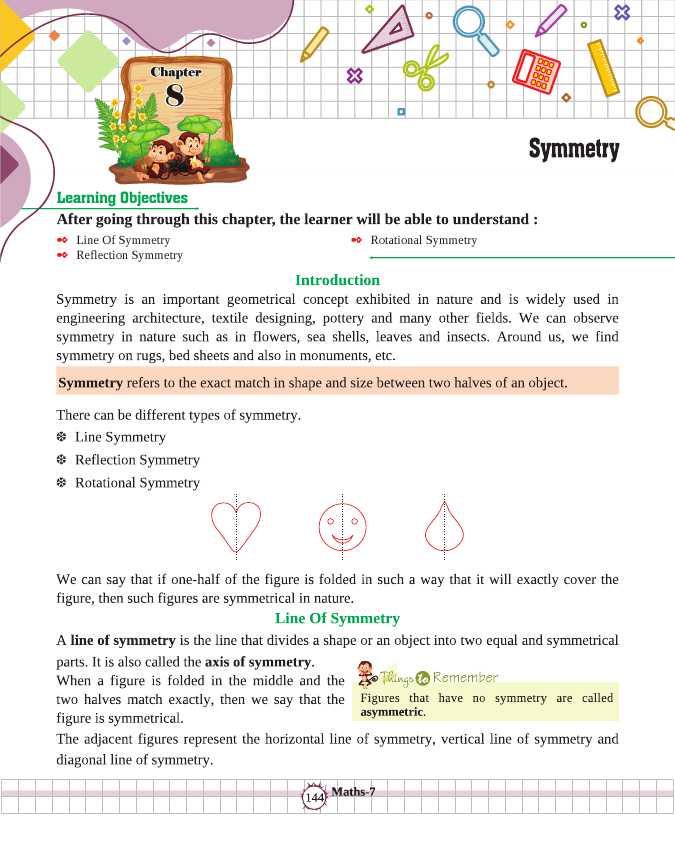 Chapter
8
Symmetry
Learning Objectives
After going through this chapter, the learner will be able to understand :
Line Of Symmetry
Rotational Symmetry
Reflection Symmetry
Introduction
Symmetry is an important geometrical concept exhibited in nature and is widely used in
engineering architecture, textile designing, pottery and many other fields. We can observe
symmetry in nature such as in flowers, sea shells, leaves and insects. Around us, we find
symmetry on rugs, bed sheets and also in monuments, etc.
Symmetry refers to the exact match in shape and size between two halves of an object.
There can be different types of symmetry.
❉ Line Symmetry
❉ Reflection Symmetry
❉ Rotational Symmetry
We can say that if one-half of the figure is folded in such a way that it will exactly cover the
figure, then such figures are symmetrical in nature.
Line Of Symmetry
A line of symmetry is the line that divides a shape or an object into two equal and symmetrical
parts. It is also called the axis of symmetry.
When a figure is folded in the middle and the
two halves match exactly, then we say that the
figure is symmetrical.
Things to Remember
Figures that have no symmetry are called
asymmetric.
The adjacent figures represent the horizontal line of symmetry, vertical line of symmetry and
diagonal line of symmetry.
144 Maths-7